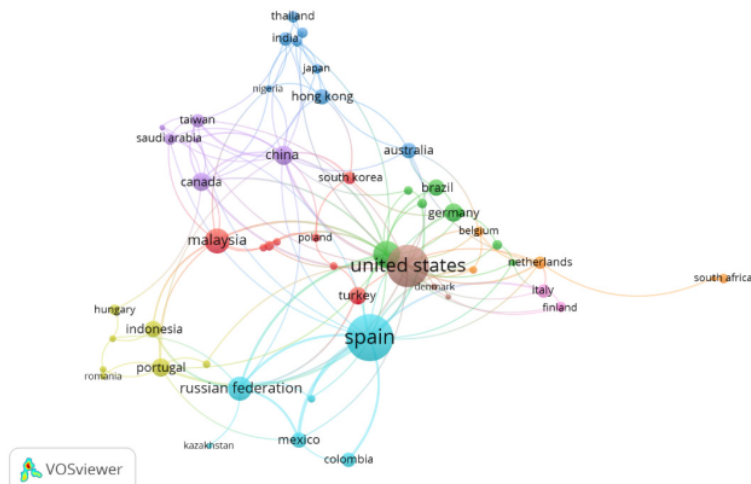 thailand
india
japan
nigeria
hong kong
taiwan
saudi arabia
australia
china
south korea
canada
brazil
germany
belgium
malaysia
poland
united states
netherlands
south africa
denmark
italy
turkey
finland
hungary
indonesia
spain
portugal
romania
russian federation
mexico
kazakhstan
colombia
VOSviewer